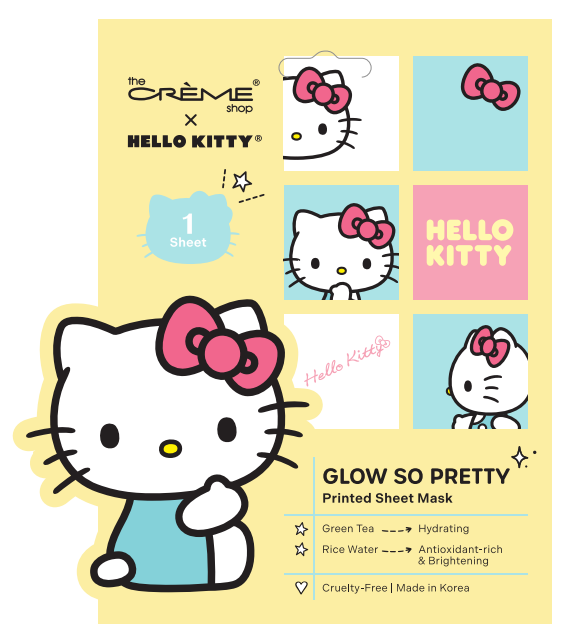 the
CRÈME®
shop
×
HELLO KITTY®
1
Sheet
HELLO
KITTY
Hello Kitty
GLOW SO PRETTY
Printed Sheet Mask
Green Tea Hydrating
Rice Water Antioxidant-rich
& Brightening
Cruelty-Free | Made in Korea